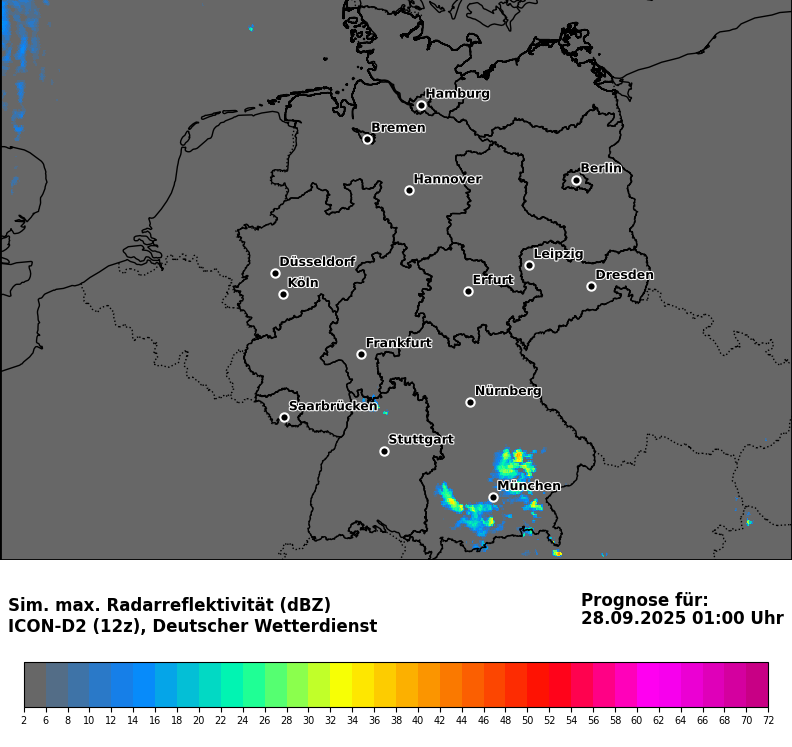 Hamburg
Bremen
Berlin
Hannover
Leipzig
Düsseldorf
Dresden
Erfurt
Köln
Frankfurt
Nürnberg
Saarbrücken
Stuttgart
München
Sim. max. Radarreflektivität (dBZ)
ICON-D2 (12z), Deutscher Wetterdienst
Prognose für:
28.09.2025 01:00 Uhr
2 6 8 10 12 14 16 18 20 22 24 26 28 30 32 34 36 38 40 42 44 46 48 50 52 54 56 58 60 62 64 66 68 70 72